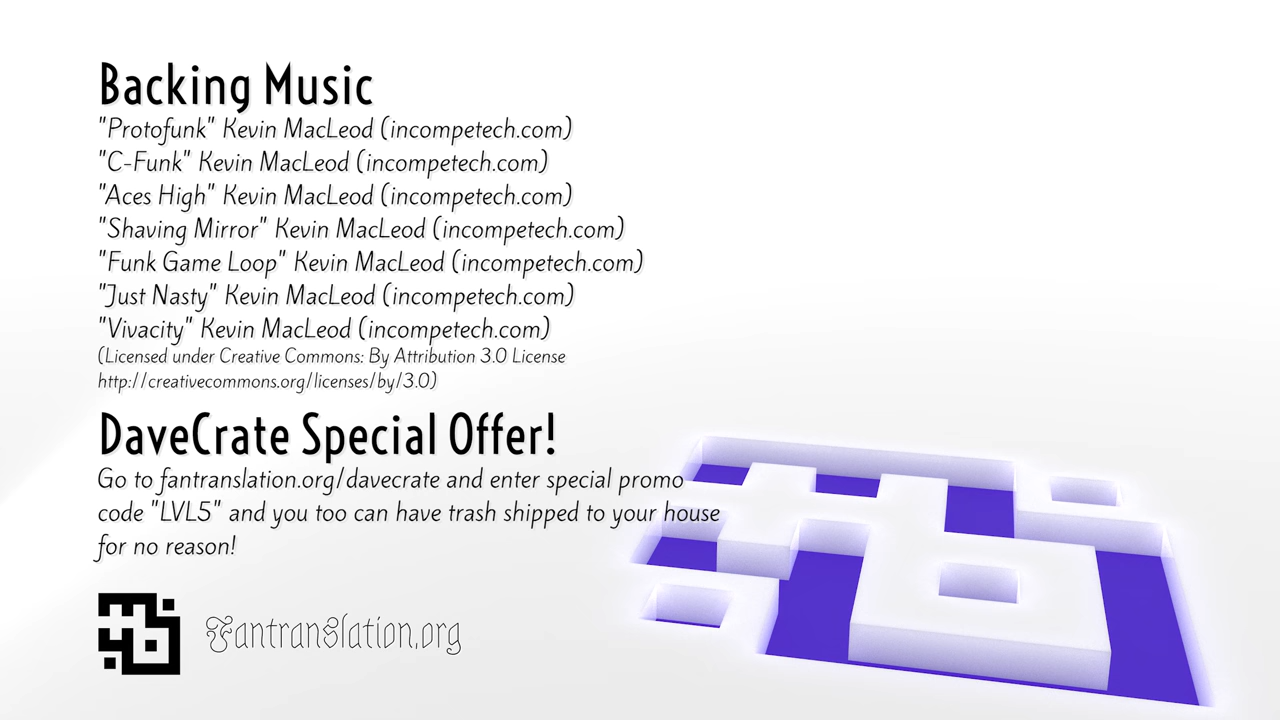 Backing Music
"Protofunk" Kevin MacLeod (incompetech.com)
"C-Funk" Kevin MacLeod (incompetech.com)
"Aces High" Kevin MacLeod (incompetech.com)
"Shaving Mirror" Kevin MacLeod (incompetech.com)
"Funk Game Loop" Kevin MacLeod (incompetech.com)
"Just Nasty" Kevin MacLeod (incompetech.com)
"Vivacity" Kevin MacLeod (incompetech.com)
(Licensed under Creative Commons: By Attribution 3.0 License
http://creativecommons.org/licenses/by/3.0)
DaveCrate Special Offer!
Go to fantranslation.org/davecrate and enter special promo
code "LVL5" and you too can have trash shipped to your house
for no reason!
FantranSlation.org